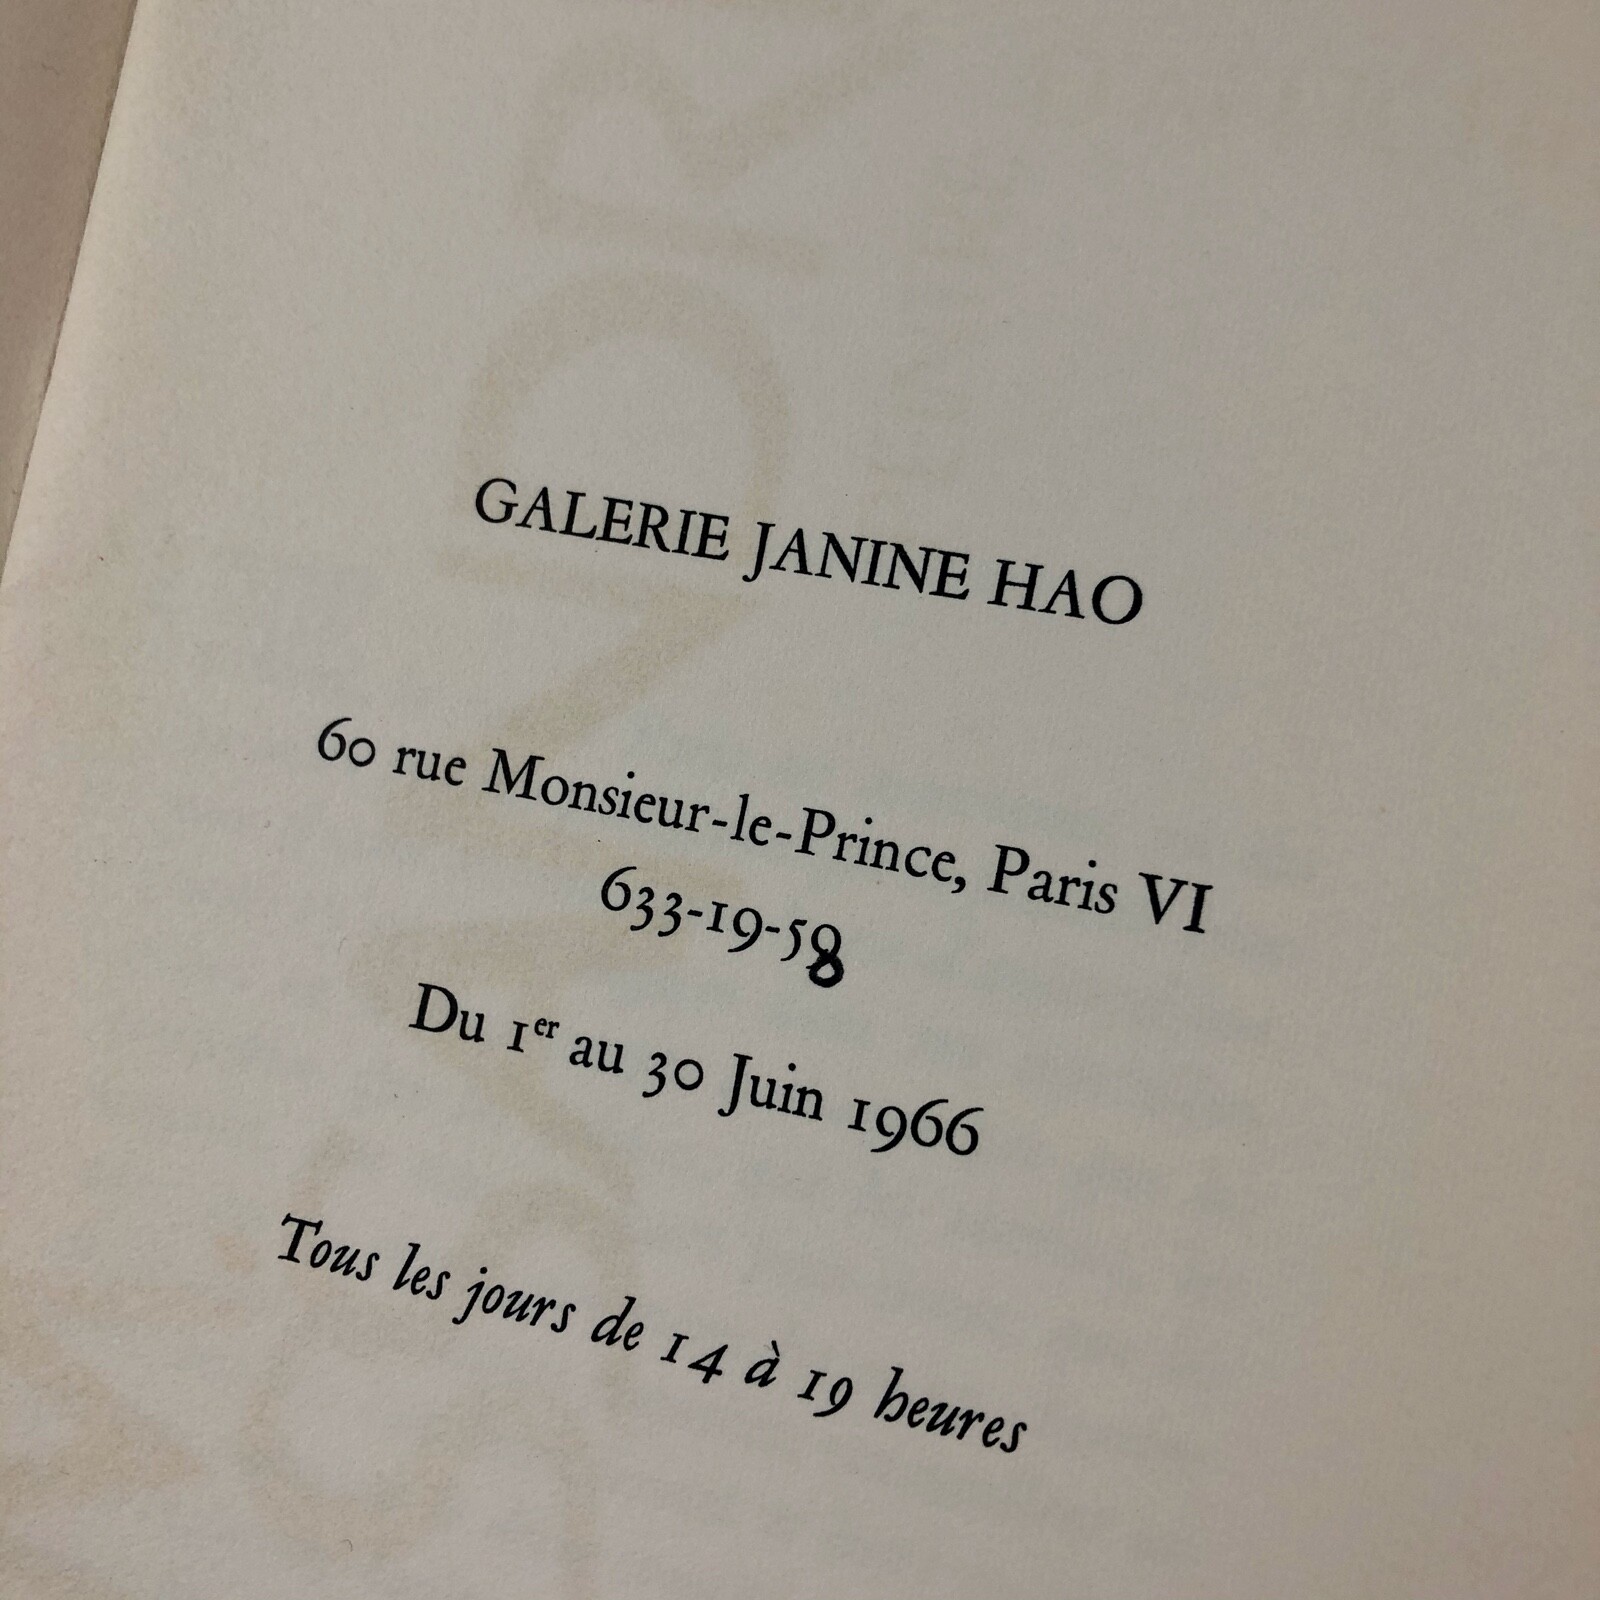 GALERIE JANINE HAO
60 rue Monsieur-le-Prince, Paris VI
633-19-58
Du 1er au 30 Juin 1966
Tous les jours de 14 à 19 heures